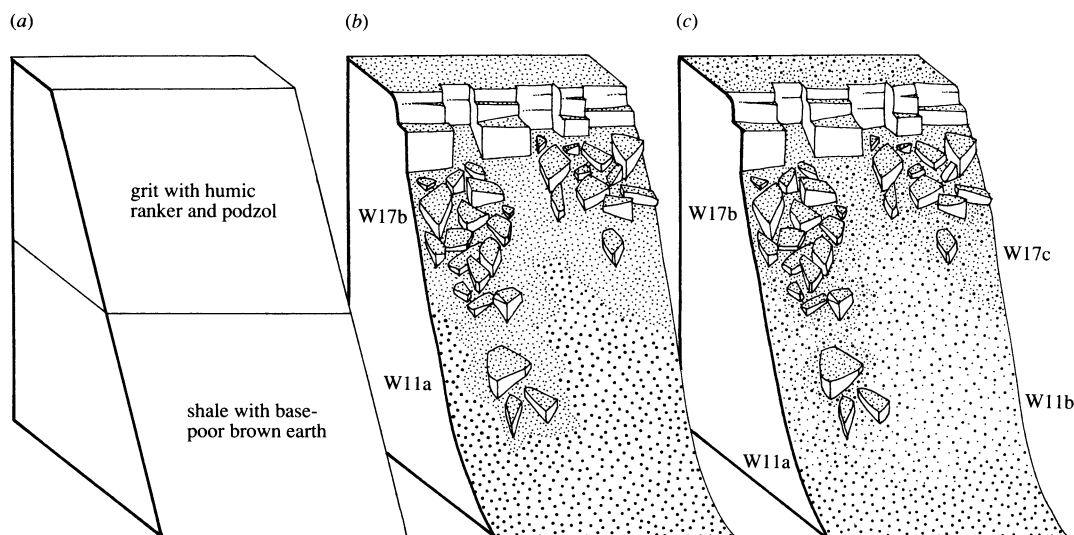 (a)
(b)
(c)
grit with humic
ranker and podzol
shale with base-
poor brown earth
W17b
W11a
W17b
W17c
W11b
W11a